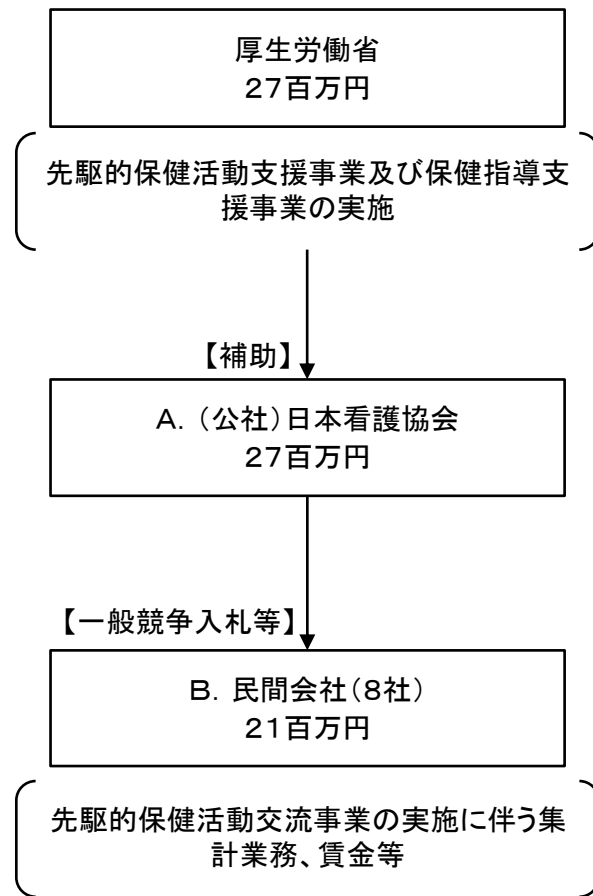 厚生労働省
27百万円
先駆的保健活動支援事業及び保健指導支
援事業の実施
【補助】
A. (公社)日本看護協会
27百万円
【一般競争入札等】
B. 民間会社(8社)
21百万円
先駆的保健活動交流事業の実施に伴う集
計業務、賃金等